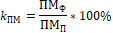 k_ПМ = ПМ_Ф / ПМ_П * 100%